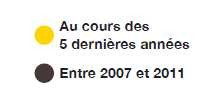 Au cours des
5 dernières années
Entre 2007 et 2011